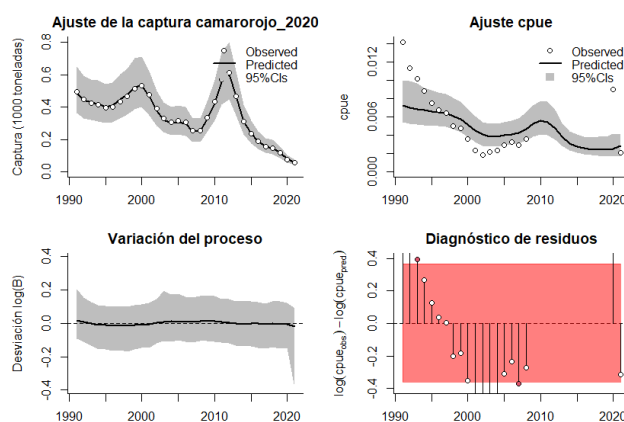 Ajuste de la captura camarorojo_2020
Captura (1000 toneladas)
0.0 0.2 0.4 0.6 0.8
1990 2000 2010 2020
Observed
Predicted
95%CIs
Ajuste cpue
cpue
0.000 0.006 0.012
1990 2000 2010 2020
Observed
Predicted
95%CIs
Variación del proceso
Desviación log(B)
-0.4 -0.2 0.0 0.2 0.4
1990 2000 2010 2020
Diagnóstico de residuos
log(cpue_obs) − log(cpue_pred)
-0.4 -0.2 0.0 0.2 0.4
1990 2000 2010 2020